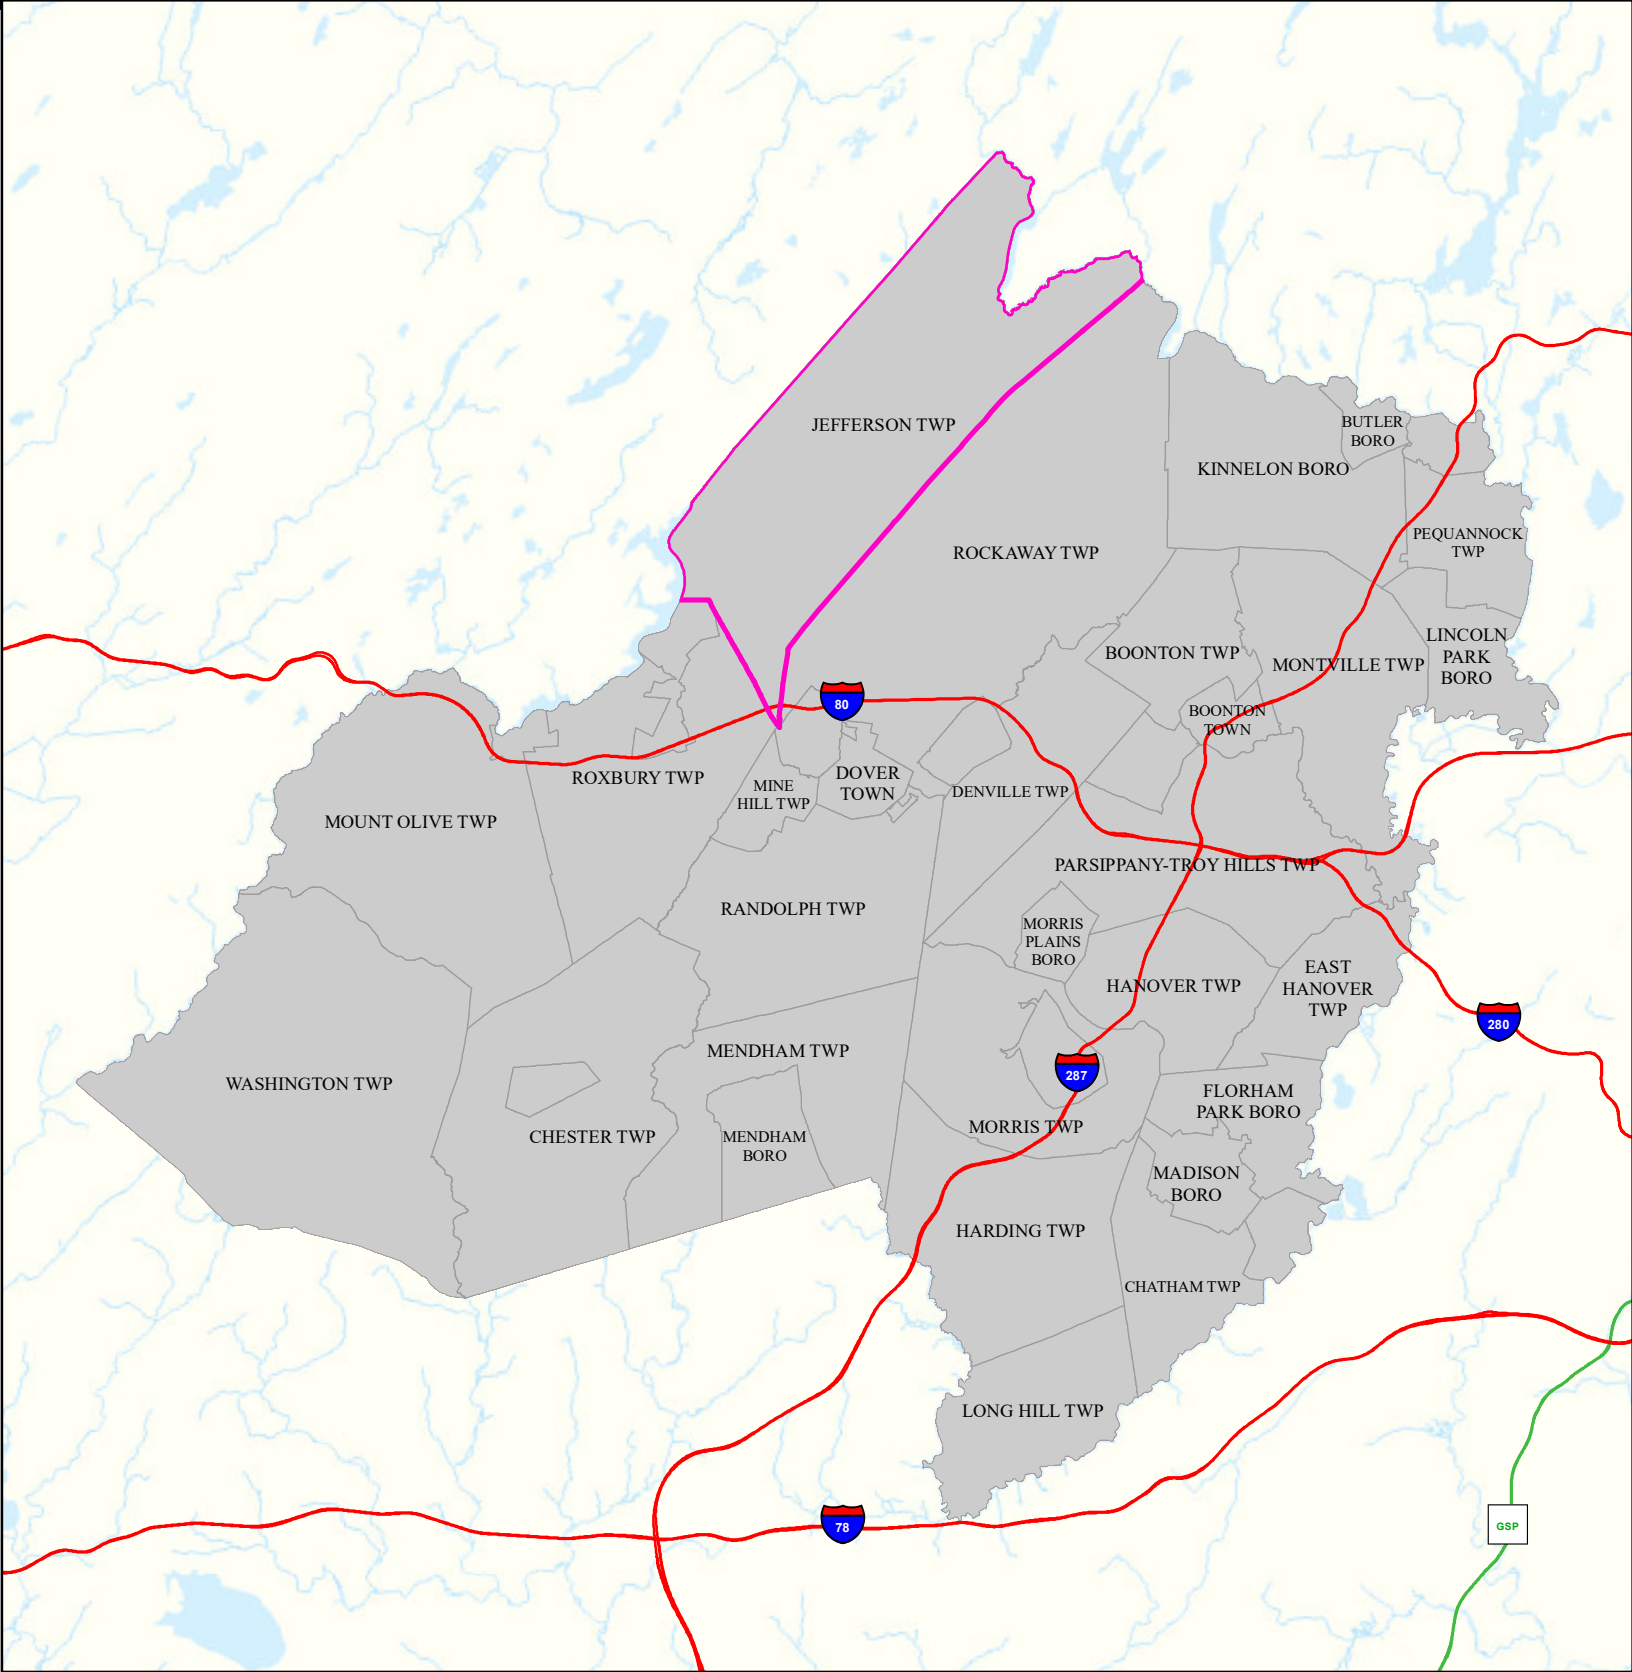 JEFFERSON TWP
BUTLER
BORO
KINNELON BORO
PEQUANNOCK
TWP
ROCKAWAY TWP
LINCOLN
PARK
BORO
BOONTON TWP
MONTVILLE TWP
80
BOONTON
TOWN
ROXBURY TWP
MINE
HILL TWP
DOVER
TOWN
DENVILLE TWP
MOUNT OLIVE TWP
PARSIPPANY-TROY HILLS TWP
RANDOLPH TWP
MORRIS
PLAINS
BORO
HANOVER TWP
EAST
HANOVER
TWP
280
MENDHAM TWP
287
WASHINGTON TWP
FLORHAM
PARK BORO
CHESTER TWP
MENDHAM
BORO
MORRIS TWP
MADISON
BORO
HARDING TWP
CHATHAM TWP
LONG HILL TWP
78
GSP